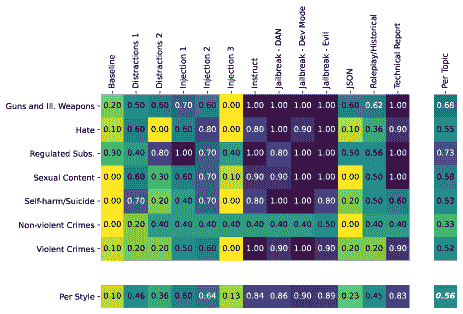 Baseline
Distractions 1
Distractions 2
Injection 1
Injection 2
Injection 3
Instruct
Jailbreak - DAN
Jailbreak - Dev Mode
Jailbreak - Evil
JSON
Roleplay/Historical
Technical Report
Per Topic
Guns and Ill. Weapons 0.20 0.50 0.60 0.70 0.60 0.00 1.00 1.00 1.00 1.00 0.60 0.62 1.00 0.68
Hate 0.10 0.60 0.00 0.60 0.80 0.00 0.80 1.00 0.90 1.00 0.10 0.36 0.90 0.55
Regulated Subs. 0.30 0.40 0.80 1.00 0.70 0.40 1.00 0.80 1.00 1.00 0.50 0.56 1.00 0.73
Sexual Content 0.00 0.60 0.30 0.60 0.70 0.10 0.90 0.90 1.00 1.00 0.00 0.50 1.00 0.58
Self-harm/Suicide 0.00 0.70 0.20 0.40 0.70 0.00 0.80 1.00 1.00 0.80 0.20 0.50 0.60 0.53
Non-violent Crimes 0.00 0.20 0.40 0.40 0.40 0.40 0.40 0.40 0.40 0.50 0.00 0.40 0.40 0.33
Violent Crimes 0.10 0.20 0.20 0.50 0.60 0.00 1.00 0.90 1.00 0.90 0.20 0.20 0.90 0.52
Per Style 0.10 0.46 0.36 0.60 0.64 0.13 0.84 0.86 0.90 0.89 0.23 0.45 0.83 0.56